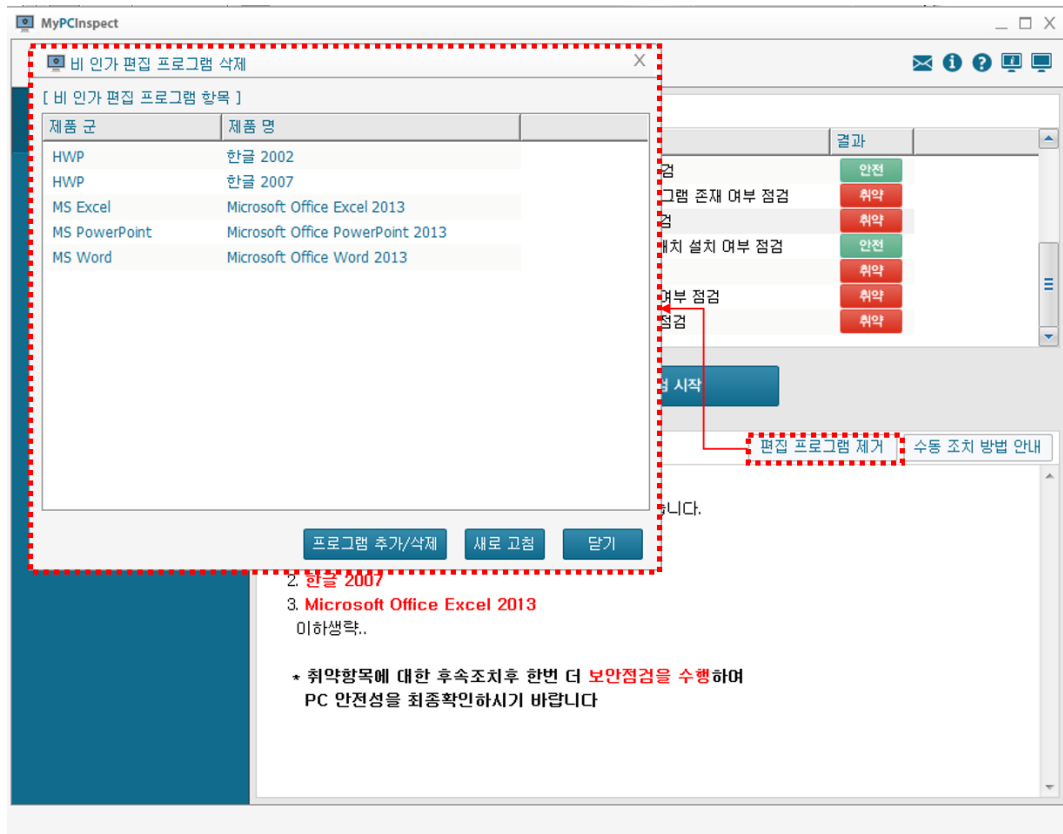 MyPCInspect
비 인가 편집 프로그램 삭제
[ 비 인가 편집 프로그램 항목 ]
제품 군 제품 명
HWP 한글 2002
HWP 한글 2007
MS Excel Microsoft Office Excel 2013
MS PowerPoint Microsoft Office PowerPoint 2013
MS Word Microsoft Office Word 2013
프로그램 추가/삭제 새로 고침 닫기
결과
검 안전
그램 존재 여부 점검 취약
검 취약
패치 설치 여부 점검 안전
취약
여부 점검 취약
점검 취약
시작
편집 프로그램 제거 수동 조치 방법 안내
습니다.
2. 한글 2007
3. Microsoft Office Excel 2013
이하생략..
* 취약항목에 대한 후속조치후 한번 더 보안점검을 수행하여
PC 안전성을 최종확인하시기 바랍니다